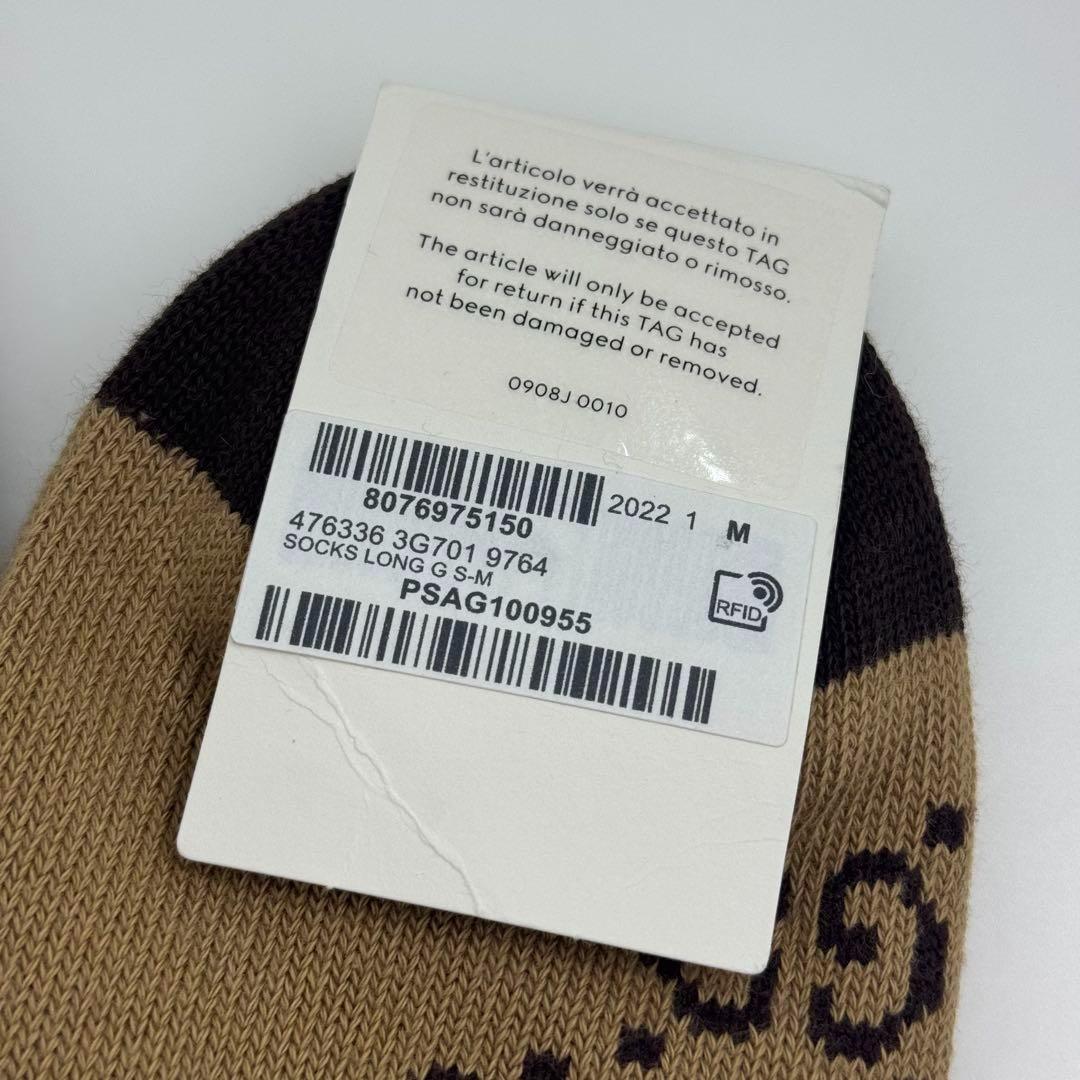 L'articolo verrà accettato in
restituzione solo se questo TAG
non sarà danneggiato o rimosso.
The article will only be accepted
for return if this TAG has
not been damaged or removed.
0908J 0010
8076975150
2022 1 M
476336 3G701 9764
SOCKS LONG G S-M
PSAG100955
RFID